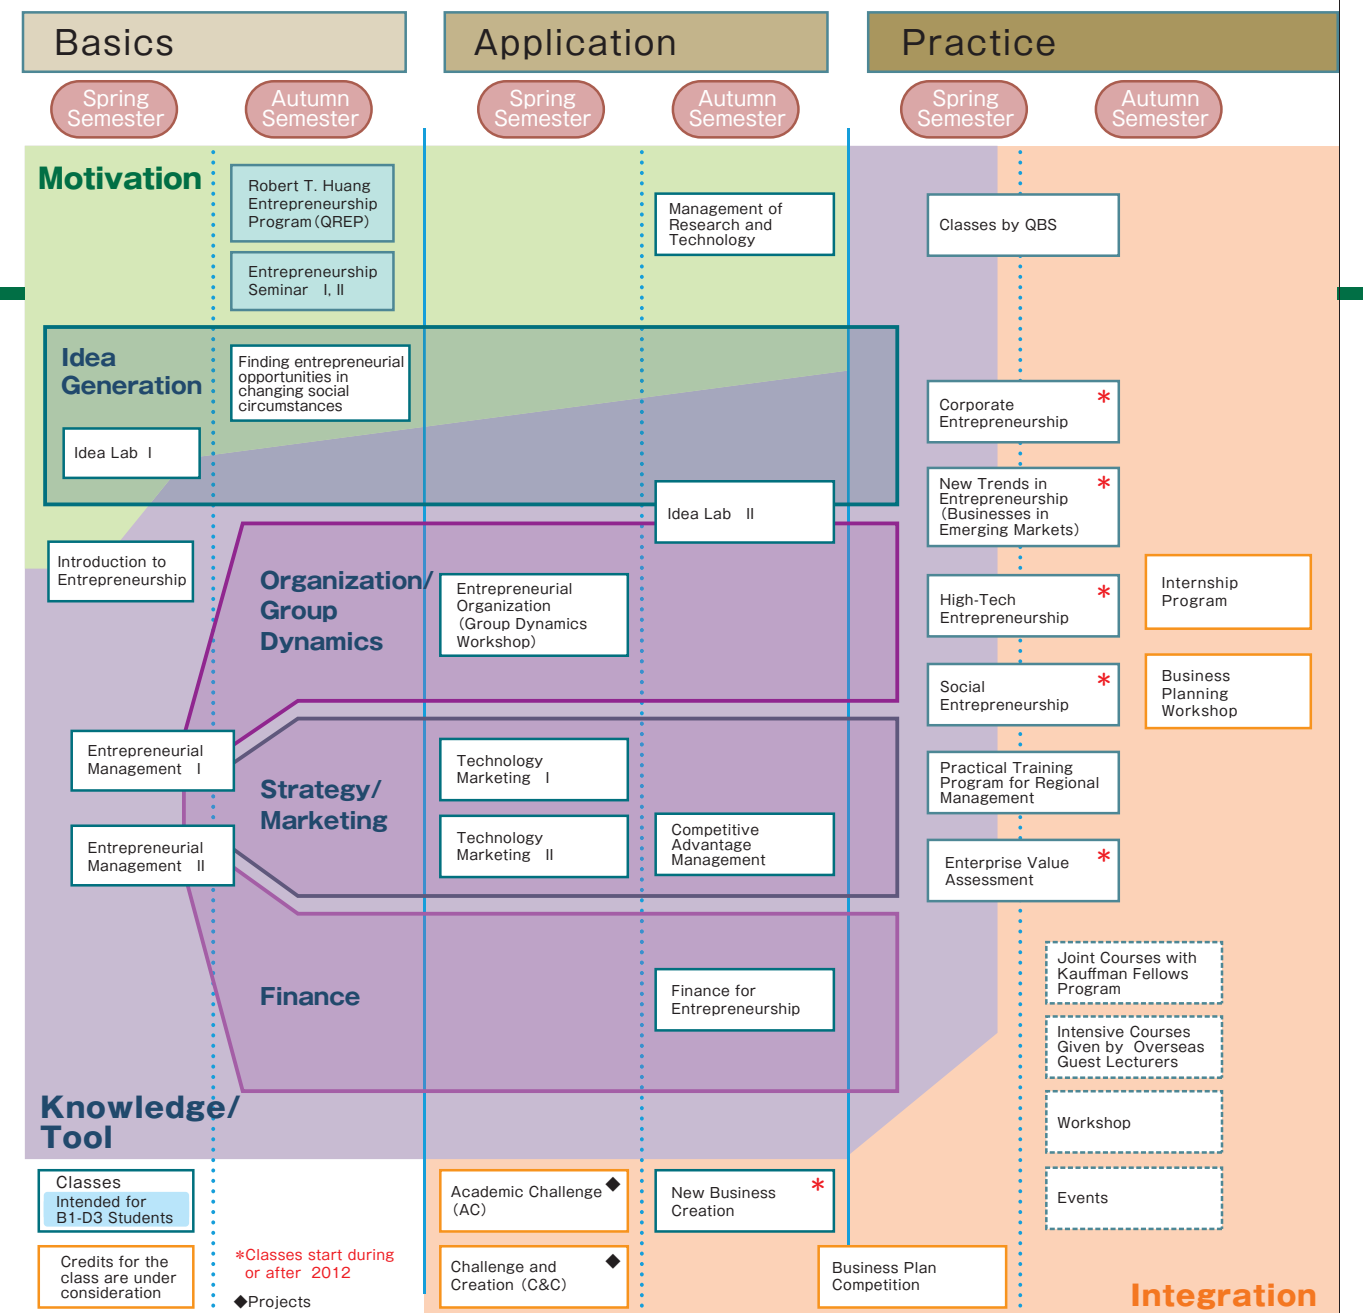 Basics
Application
Practice
Spring
Semester
Autumn
Semester
Spring
Semester
Autumn
Semester
Spring
Semester
Autumn
Semester
Motivation
Robert T. Huang
Entrepreneurship
Program (QREP)
Entrepreneurship
Seminar I, II
Management of
Research and
Technology
Classes by QBS
Idea
Generation
Finding entrepreneurial
opportunities in
changing social
circumstances
Idea Lab I
Idea Lab II
Corporate
Entrepreneurship
*
New Trends in
Entrepreneurship
(Businesses in
Emerging Markets)
*
Introduction to
Entrepreneurship
Organization/
Group
Dynamics
Entrepreneurial
Organization
(Group Dynamics
Workshop)
High-Tech
Entrepreneurship
*
Internship
Program
Social
Entrepreneurship
*
Business
Planning
Workshop
Entrepreneurial
Management I
Entrepreneurial
Management II
Strategy/
Marketing
Technology
Marketing I
Technology
Marketing II
Competitive
Advantage
Management
Practical Training
Program for Regional
Management
Enterprise Value
Assessment
*
Finance
Finance for
Entrepreneurship
Joint Courses with
Kauffman Fellows
Program
Intensive Courses
Given by Overseas
Guest Lecturers
Workshop
Events
Knowledge/
Tool
Classes
Intended for
B1-D3 Students
Credits for the
class are under
consideration
*Classes start during
or after 2012
◆Projects
Academic Challenge ◆
(AC)
Challenge and ◆
Creation (C&C)
New Business *
Creation
Business Plan
Competition
Integration